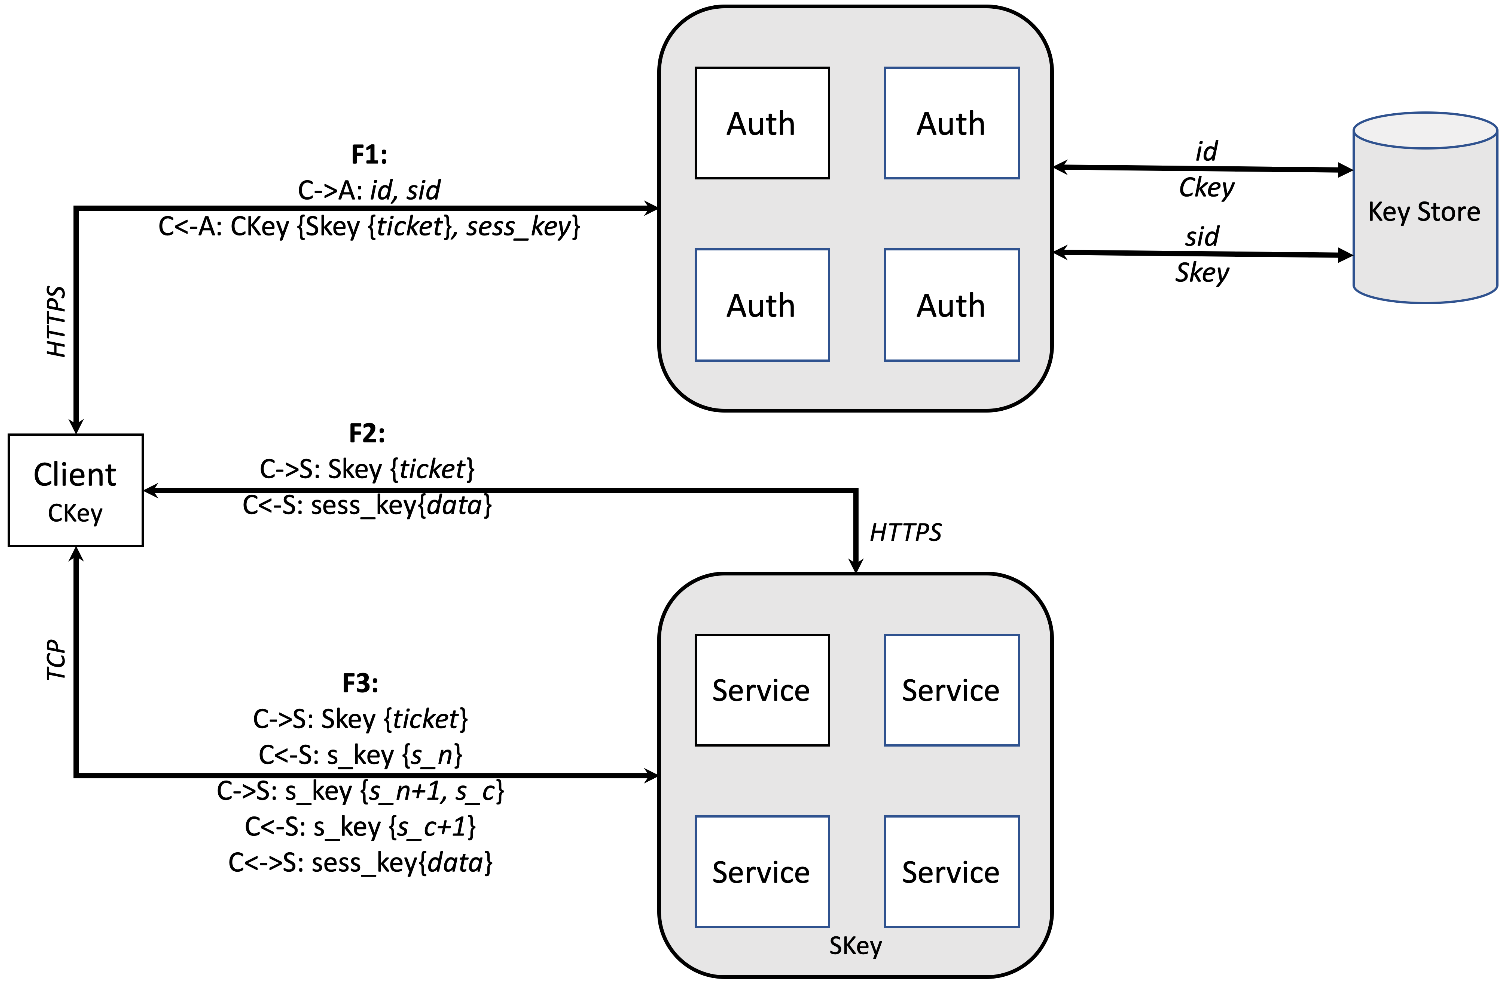 Auth
Auth
Auth
Auth
F1:
C->A: id, sid
C<-A: CKey {Skey {ticket}, sess_key}
id
Ckey
sid
Skey
Key Store
HTTPS
Client
CKey
F2:
C->S: Skey {ticket}
C<-S: sess_key{data}
HTTPS
TCP
F3:
C->S: Skey {ticket}
C<-S: s_key {s_n}
C->S: s_key {s_n+1, s_c}
C<-S: s_key {s_c+1}
C<->S: sess_key{data}
Service
Service
Service
Service
SKey